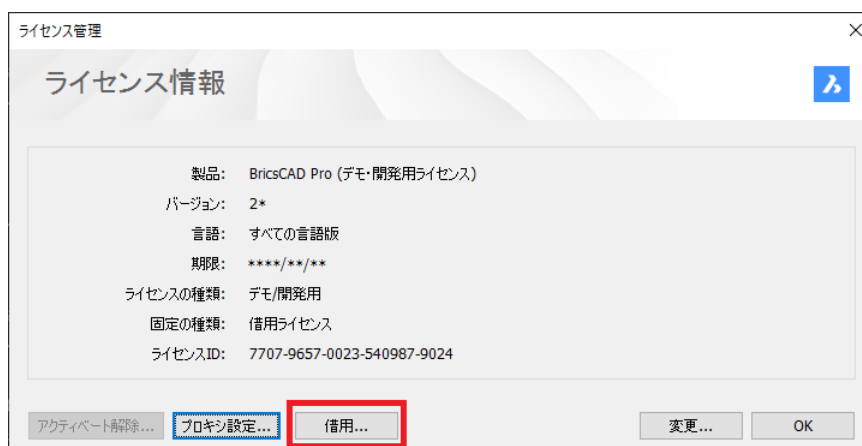 ライセンス管理
ライセンス情報
製品: BricsCAD Pro (デモ・開発用ライセンス)
バージョン: 2*
言語: すべての言語版
期限: ****/**/**
ライセンスの種類: デモ/開発用
固定の種類: 借用ライセンス
ライセンスID: 7707-9657-0023-540987-9024
アクティベート解除... プロキシ設定... 借用... 変更... OK